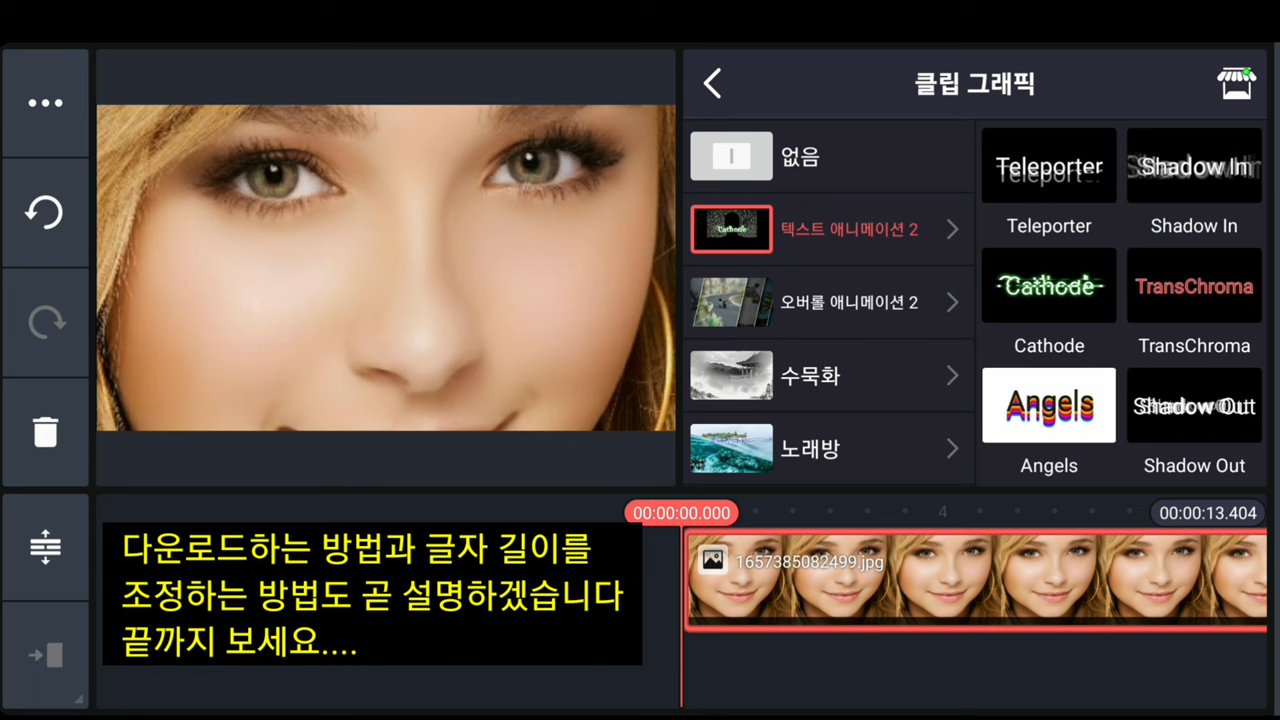 클립 그래픽
없음
텍스트 애니메이션 2
오버롤 애니메이션 2
수묵화
노래방
Cathode
Teleporter
Teleporter
Shadow In
Shadow In
Cathode
Cathode
TransChroma
TransChroma
Angels
Angels
Shadow Out
Shadow Out
00:00:00.000
4
00:00:13.404
1657385082499.jpg
다운로드하는 방법과 글자 길이를
조정하는 방법도 곧 설명하겠습니다
끝까지 보세요....